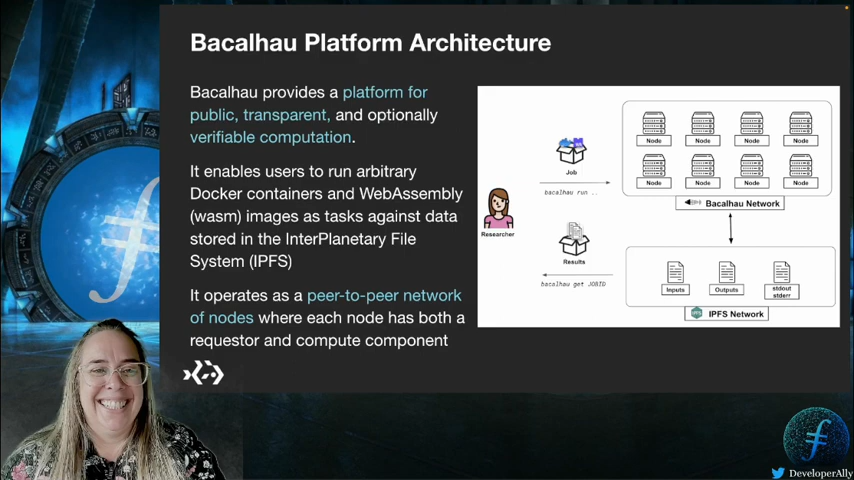 Bacalhau Platform Architecture
Bacalhau provides a platform for
public, transparent, and optionally
verifiable computation.
It enables users to run arbitrary
Docker containers and WebAssembly
(wasm) images as tasks against data
stored in the InterPlanetary File
System (IPFS)
It operates as a peer-to-peer network
of nodes where each node has both a
requestor and compute component
Researcher
Job
bacalhau run ..
Results
bacalhau get JOBID
Node Node Node Node
Node Node Node Node
Bacalhau Network
Inputs
Outputs
stdout
stderr
IPFS Network
DeveloperAlly